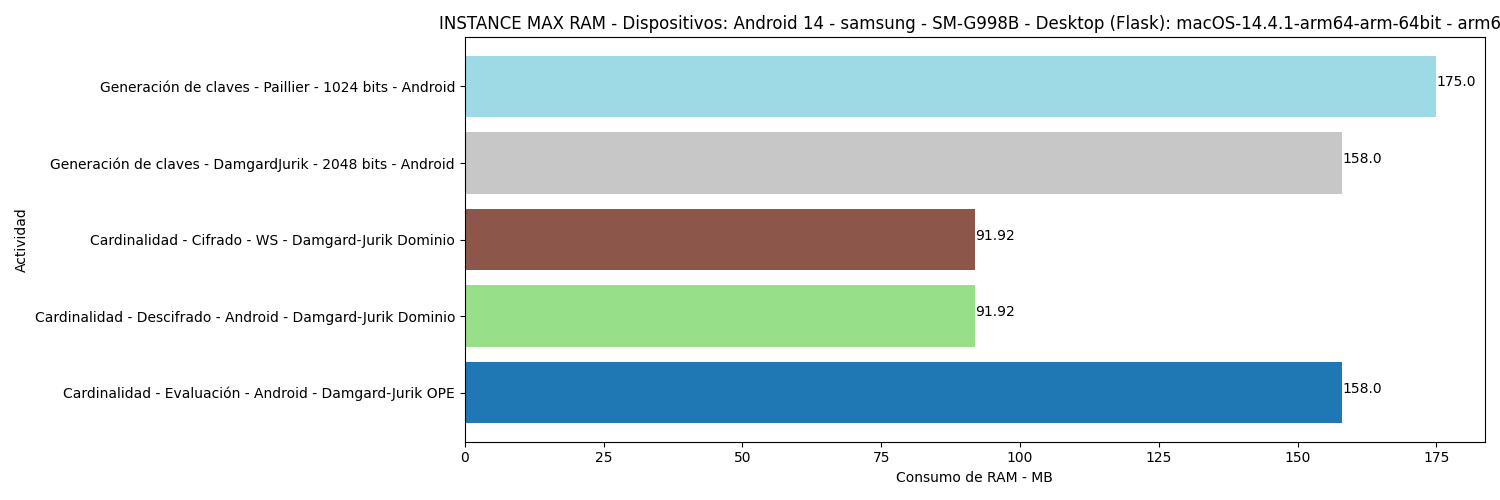 INSTANCE MAX RAM - Dispositivos: Android 14 - samsung - SM-G998B - Desktop (Flask): macOS-14.4.1-arm64-arm-64bit - arm6
Generación de claves - Paillier - 1024 bits - Android
175.0
Generación de claves - DamgardJurik - 2048 bits - Android
158.0
Cardinalidad - Cifrado - WS - Damgard-Jurik Dominio
91.92
Cardinalidad - Descifrado - Android - Damgard-Jurik Dominio
91.92
Cardinalidad - Evaluación - Android - Damgard-Jurik OPE
158.0
Actividad
0 25 50 75 100 125 150 175
Consumo de RAM - MB